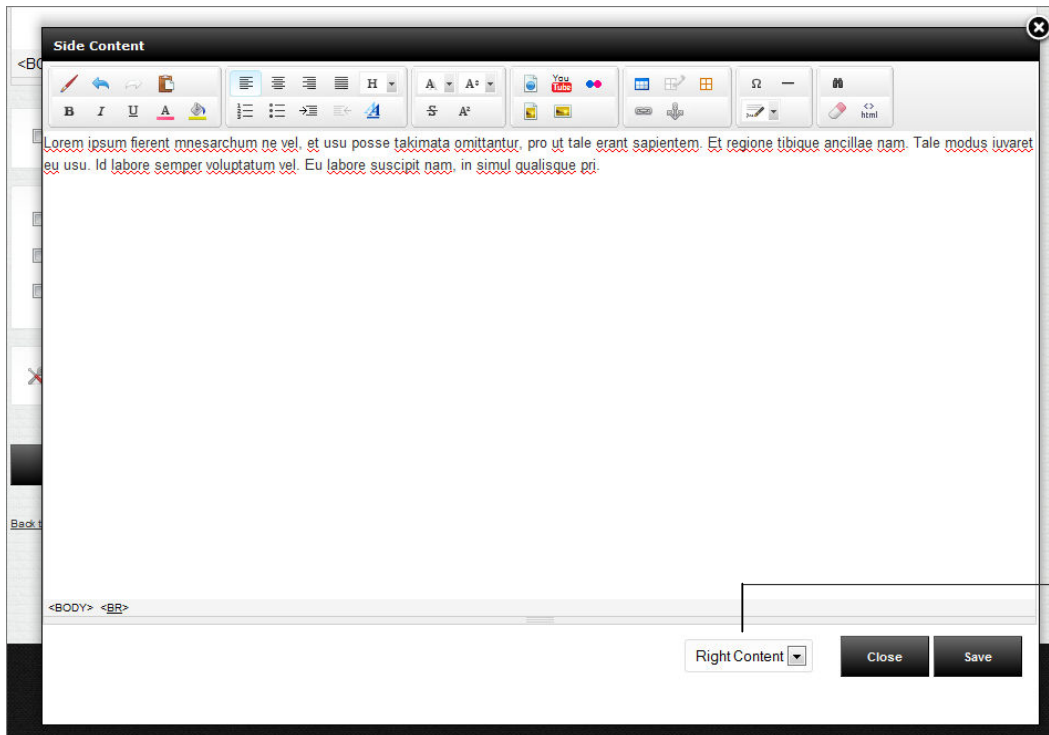 Side Content
<BO
H A A
You
Tube
Ω
B I U A A S A² html
Lorem ipsum fierent mnesarchum ne vel, et usu posse takimata omittantur, pro ut tale erant sapientem. Et regione tibique ancillae nam. Tale modus iuvaret
eu usu. Id labore semper voluptatum vel. Eu labore suscipit nam, in simul qualisque pri.
Back t
<BODY> <BR>
Right Content Close Save